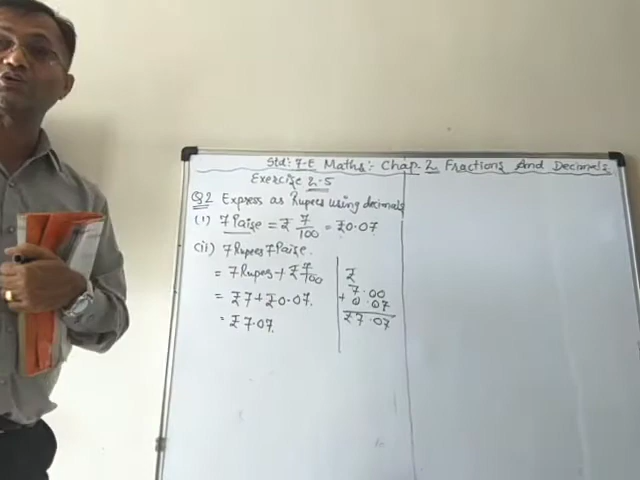 Std: 7-E Maths: Chap. 2 Fractions And Decimals
Exercise 2.5
Q2 Express as Rupees using decimals
(i) 7 Paise = ₹ 7/100 = ₹0.07
(ii) 7 Rupees 7 Paise.
= 7 Rupees + ₹ 7/100
= ₹7 + ₹0.07.
= ₹7.07.
₹
7.00
+ 0.07
₹7.07